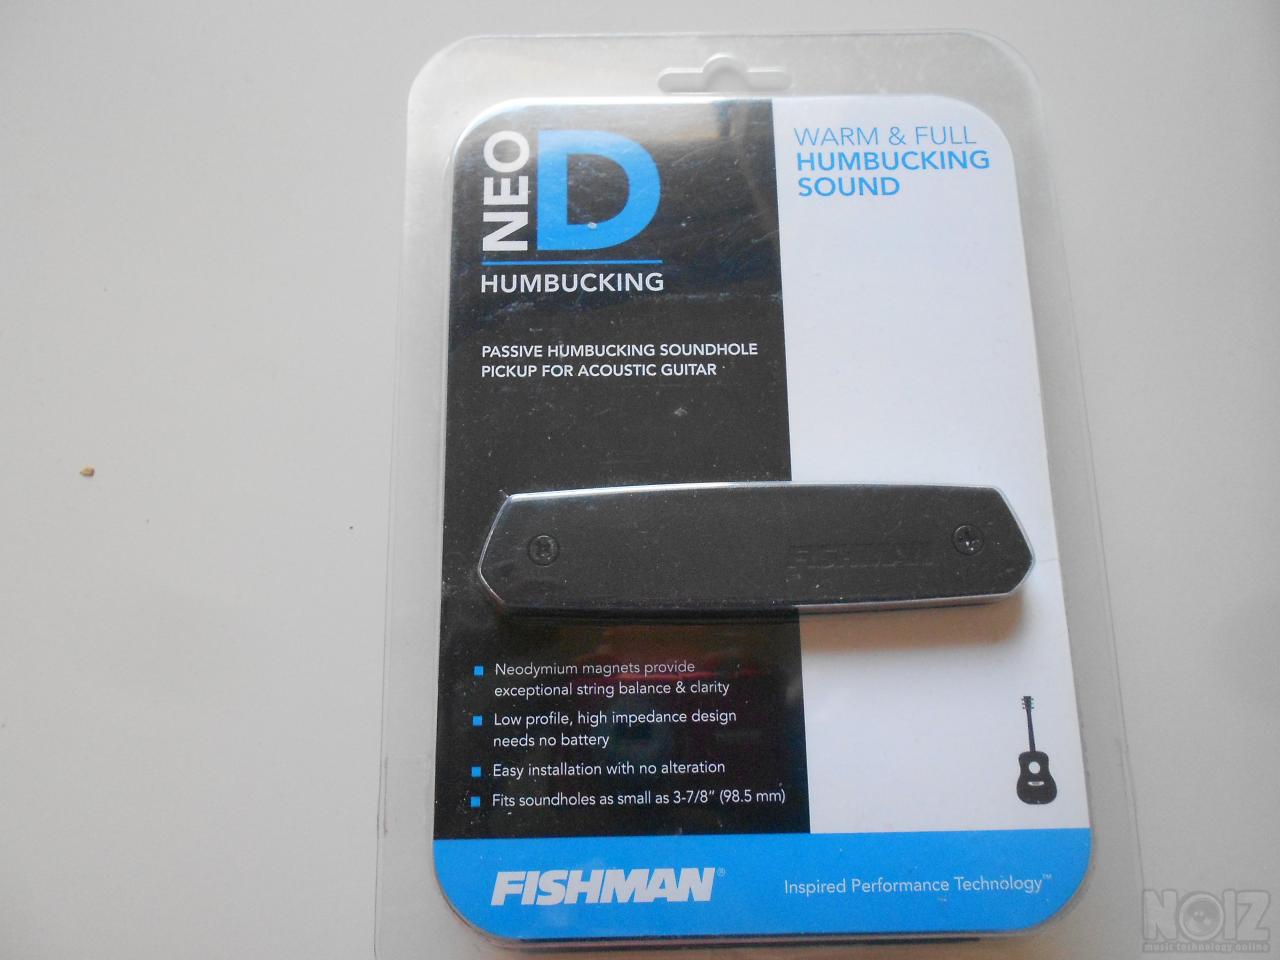 NEO D
HUMBUCKING
WARM & FULL
HUMBUCKING
SOUND
PASSIVE HUMBUCKING SOUNDHOLE
PICKUP FOR ACOUSTIC GUITAR
FISHMAN
Neodymium magnets provide
exceptional string balance & clarity
Low profile, high impedance design
needs no battery
Easy installation with no alteration
Fits soundholes as small as 3-7/8" (98.5 mm)
FISHMAN®
Inspired Performance Technology™
NOIZ
music technology online